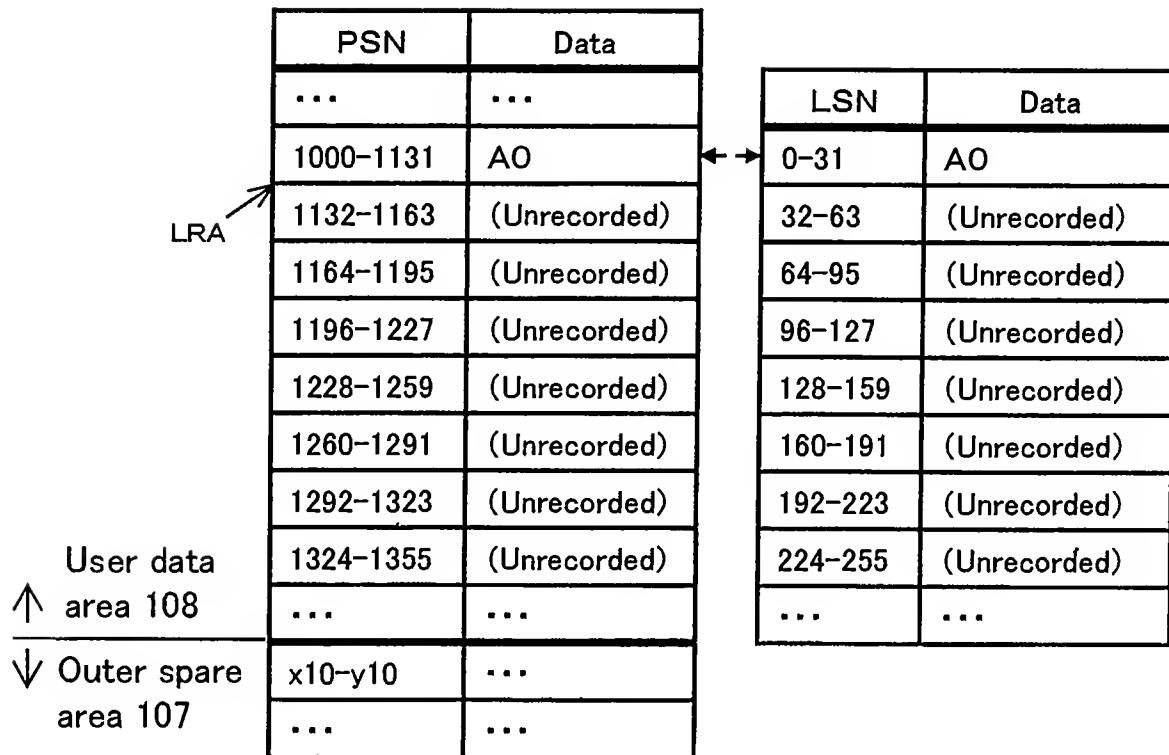 PSN Data
... ...
1000-1131 A0
LRA
1132-1163 (Unrecorded)
1164-1195 (Unrecorded)
1196-1227 (Unrecorded)
1228-1259 (Unrecorded)
1260-1291 (Unrecorded)
1292-1323 (Unrecorded)
1324-1355 (Unrecorded)
... ...
x10-y10 ...
... ...
User data
area 108
Outer spare
area 107
LSN Data
0-31 A0
32-63 (Unrecorded)
64-95 (Unrecorded)
96-127 (Unrecorded)
128-159 (Unrecorded)
160-191 (Unrecorded)
192-223 (Unrecorded)
224-255 (Unrecorded)
... ...